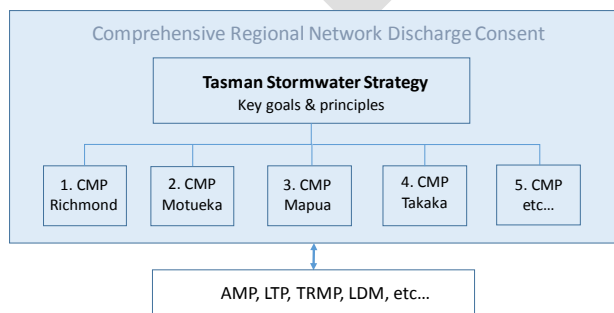 Comprehensive Regional Network Discharge Consent
Tasman Stormwater Strategy
Key goals & principles
1. CMP
Richmond
2. CMP
Motueka
3. CMP
Mapua
4. CMP
Takaka
5. CMP
etc...
AMP, LTP, TRMP, LDM, etc...